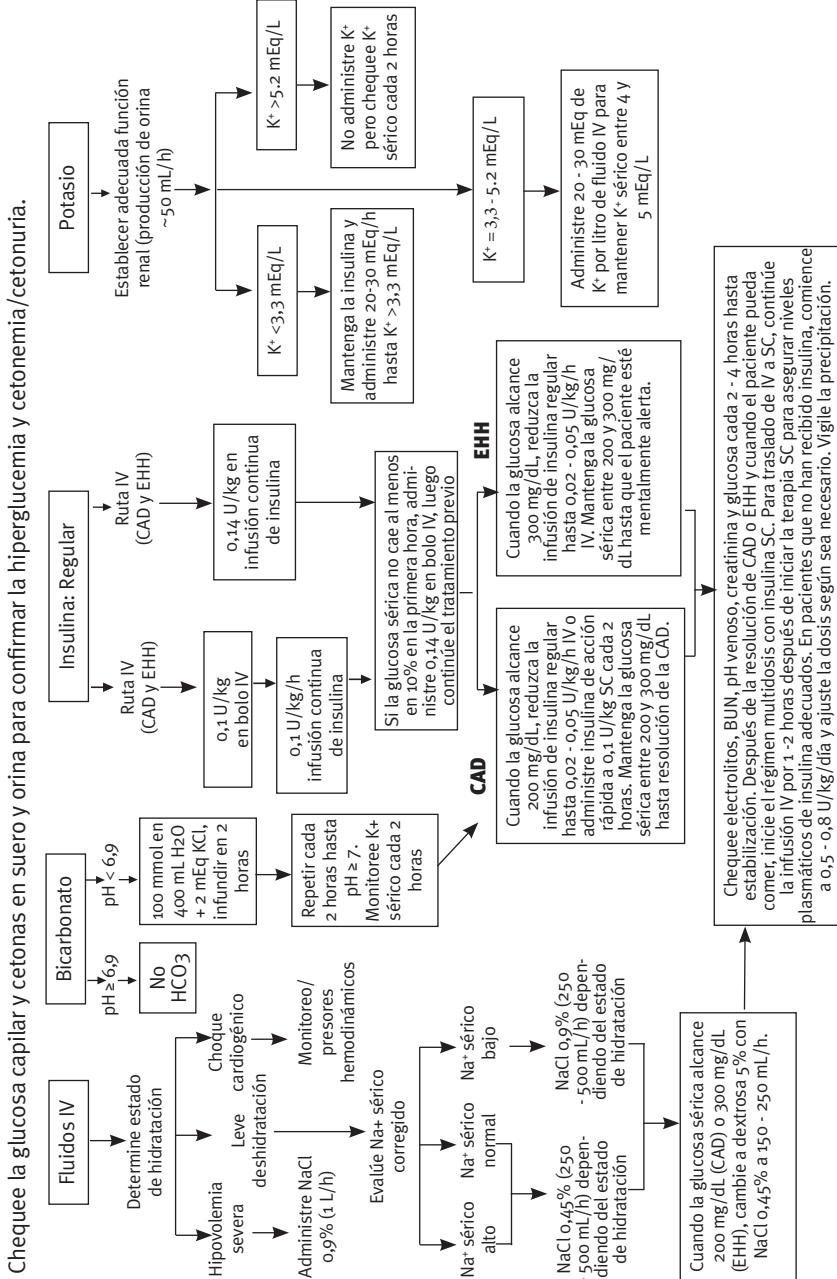 Chequee la glucosa capilar y cetonas en suero y orina para confirmar la hiperglucemia y cetonemia/cetonuria.
Fluidos IV
Determine estado
de hidratación
Hipovolemia
severa
Administre NaCl
0,9% (1 L/h)
Leve
deshidratación
Choque
cardiogénico
Monitoreo/
presores
hemodinámicos
Evalúe Na+ sérico
corregido
Na⁺ sérico
alto
Na⁺ sérico
normal
Na⁺ sérico
bajo
NaCl 0,45% (250
- 500 mL/h) depen-
diendo del estado
de hidratación
NaCl 0,9% (250
- 500 mL/h) depen-
diendo del estado
de hidratación
Cuando la glucosa sérica alcance
200 mg/dL (CAD) o 300 mg/dL
(EHH), cambie a dextrosa 5% con
NaCl 0,45% a 150 - 250 mL/h.
Bicarbonato
pH ≥ 6,9
No
HCO3
pH < 6,9
100 mmol en
400 mL H2O
+ 2 mEq KCl,
infundir en 2
horas
Repetir cada
2 horas hasta
pH ≥ 7.
Monitoree K+
sérico cada 2
horas
Insulina: Regular
Ruta IV
(CAD y EHH)
0,1 U/kg
en bolo IV
0,1 U/kg/h
infusión continua
de insulina
Ruta IV
(CAD y EHH)
0,14 U/kg en
infusión continua
de insulina
Si la glucosa sérica no cae al menos
en 10% en la primera hora, admi-
nistre 0,14 U/kg en bolo IV, luego
continúe el tratamiento previo
CAD
Cuando la glucosa alcance
200 mg/dL, reduzca la
infusión de insulina regular
hasta 0,02 - 0,05 U/kg/h IV o
administre insulina de acción
rápida a 0,1 U/kg SC cada 2
horas. Mantenga la glucosa
sérica entre 200 y 300 mg/dL
hasta resolución de la CAD.
EHH
Cuando la glucosa alcance
300 mg/dL, reduzca la
infusión de insulina regular
hasta 0,02 - 0,05 U/kg/h
IV. Mantenga la glucosa
sérica entre 200 y 300 mg/
dL hasta que el paciente esté
mentalmente alerta.
Potasio
Establecer adecuada función
renal (producción de orina
~50 mL/h)
K⁺ <3,3 mEq/L
Mantenga la insulina y
administre 20-30 mEq/h
hasta K⁺ >3,3 mEq/L
K⁺ >5.2 mEq/L
No administre K⁺
pero chequee K⁺
sérico cada 2 horas
K⁺ = 3,3 - 5.2 mEq/L
Administre 20 - 30 mEq de
K⁺ por litro de fluido IV para
mantener K⁺ sérico entre 4 y
5 mEq/L
Chequee electrolitos, BUN, pH venoso, creatinina y glucosa cada 2 - 4 horas hasta
estabilización. Después de la resolución de CAD o EHH y cuando el paciente pueda
comer, inicie el régimen multidosis con insulina SC. Para traslado de IV a SC, continúe
la infusión IV por 1 -2 horas después de iniciar la terapia SC para asegurar niveles
plasmáticos de insulina adecuados. En pacientes que no han recibido insulina, comience
a 0,5 - 0,8 U/kg/día y ajuste la dosis según sea necesario. Vigile la precipitación.